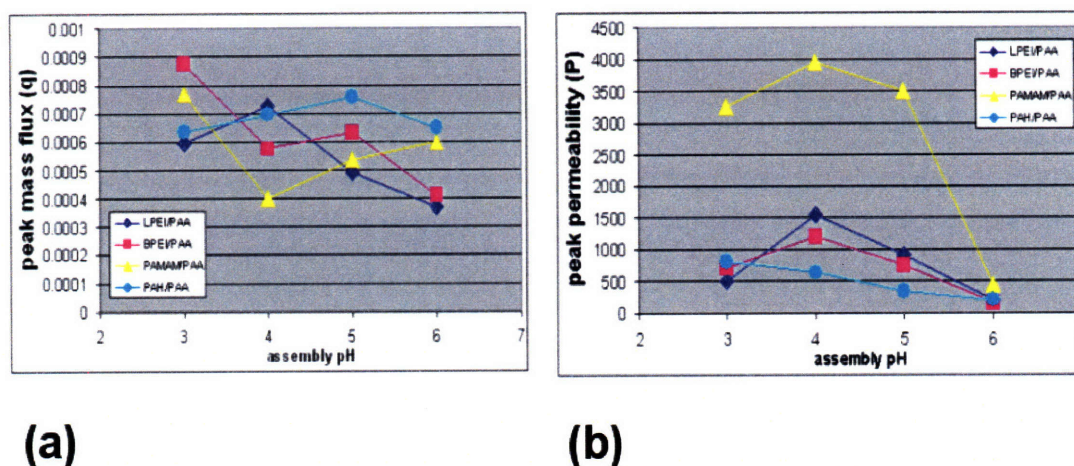 0.001
0.0009
0.0008
0.0007
0.0006
0.0005
0.0004
0.0003
0.0002
0.0001
0
peak mass flux (q)
LPEI/PAA
BPEI/PAA
PAMAM/PAA
PAH/PAA
2 3 4 5 6 7
assembly pH
4500
4000
3500
3000
2500
2000
1500
1000
500
0
peak permeability (P)
LPEI/PAA
BPEI/PAA
PAMAM/PAA
PAH/PAA
2 3 4 5 6
assembly pH
(a) (b)